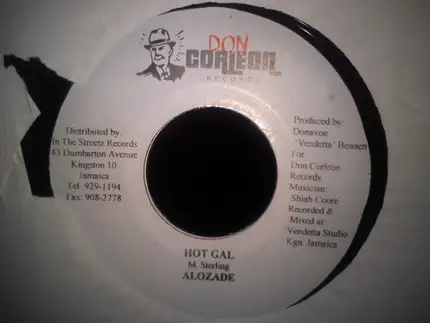 DON
CORLEON
RECORDS
Distributed by:
In The Streetz Records
43 Dumbarton Avenue
Kingston 10
Jamaica
Tel: 929-1194
Fax: 908-2778
Produced by:
Donavon
"Vendetta" Bennett
For
Don Corleon
Records
Musician:
Shiah Coore
Recorded &
Mixed at
Vendetta Studio
Kgn. Jamaica
HOT GAL
M. Sterling
ALOZADE